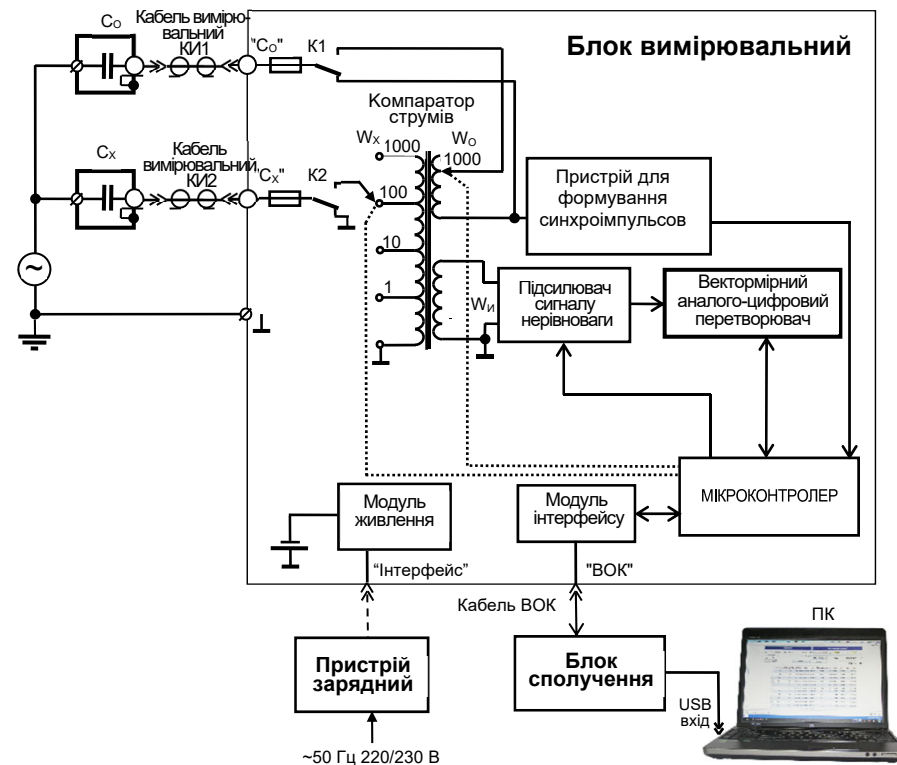 Cₒ
Кабель вимірю-
вальний
КИ1
"Cₒ"
К1
Блок вимірювальний
Компаратор
струмів
Wₓ
1000
Wₒ
1000
Cₓ
Кабель
вимірювальний
КИ2
"Cₓ"
К2
100
10
1
Пристрій для
формування
синхроімпульсов
Wи
Підсилювач
сигналу
нерівноваги
Вектормірний
аналого-цифровий
перетворювач
~
Модуль
живлення
Модуль
інтерфейсу
МІКРОКОНТРОЛЕР
“Інтерфейс”
"ВОК"
Кабель ВОК
ПК
Пристрій
зарядний
Блок
сполучення
USB
вхід
~50 Гц 220/230 В